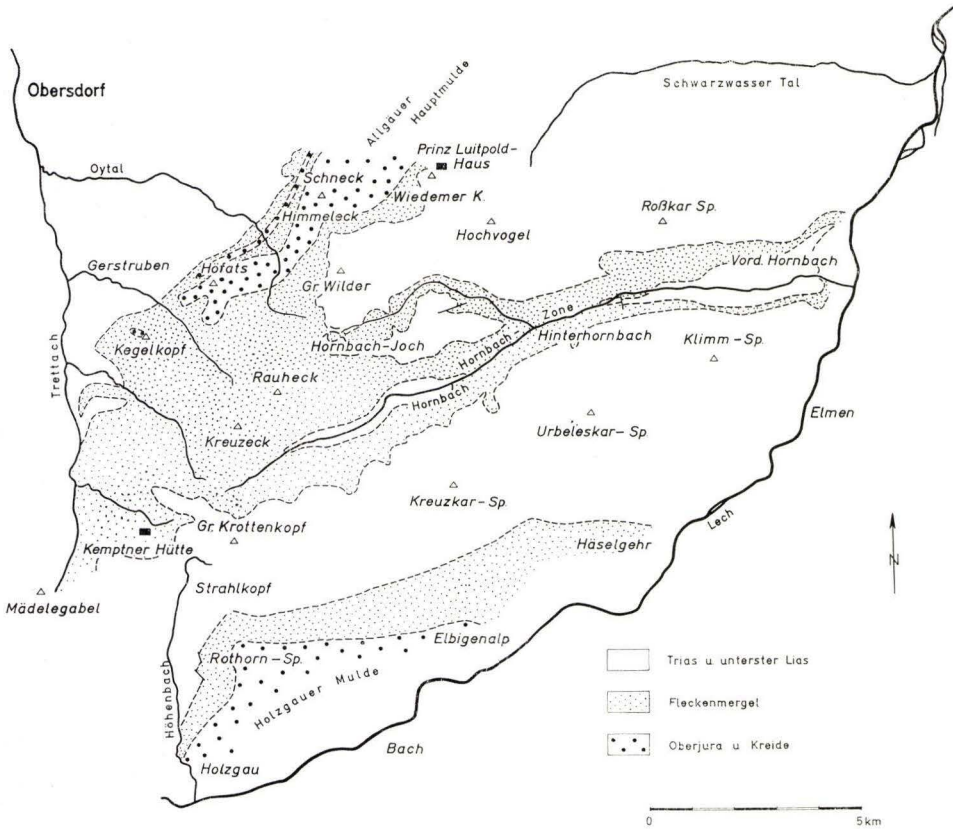 Schwarzwasser Tal
Obersdorf
Allgäuer
Hauptmulde
Prinz Luitpold-
Haus
Oytal
Schneck
Wiedemer K.
Himmeleck
Roßkar Sp.
Hochvogel
Gerstruben
Höfats
Vord. Hornbach
Gr. Wilder
Zone
Hornbach-Joch
Hinterhornbach
Kegelkopf
Hornbach
Klimm-Sp.
Trettach
Rauheck
Hornbach
Elmen
Kreuzeck
Urbeleskar-Sp.
Kreuzkar-Sp.
Lech
Gr. Krottenkopf
Kemptner Hütte
Häselgehr
N
Strahlkopf
Mädelegabel
Elbigenalp
Rothorn-Sp.
Trias u. unterster Lias
Holzgauer Mulde
Höhenbach
Fleckenmergel
Bach
Oberjura u Kreide
Holzgau
0 5km